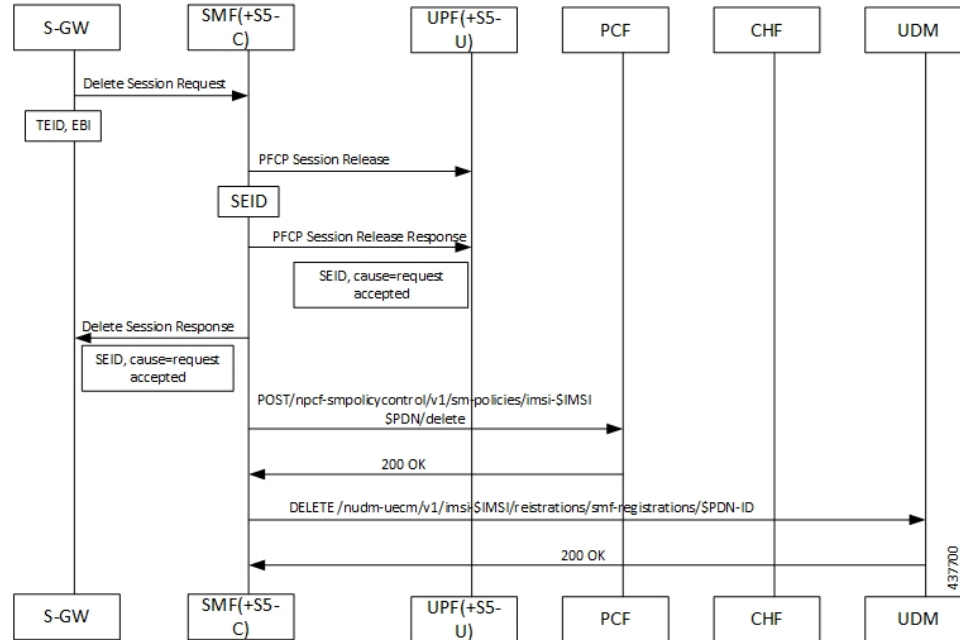 S-GW
SMF(+S5-
C)
UPF(+S5-
U)
PCF
CHF
UDM
Delete Session Request
TEID, EBI
PFCP Session Release
SEID
PFCP Session Release Response
SEID, cause=request
accepted
Delete Session Response
SEID, cause=request
accepted
POST/npcf-smpolicycontrol/v1/sm-policies/imsi-$IMSI
$PDN/delete
200 OK
DELETE /nudm-uecm/v1/imsi-$IMSI/reistrations/smf-registrations/$PDN-ID
200 OK
437700
S-GW
SMF(+S5-
C)
UPF(+S5-
U)
PCF
CHF
UDM